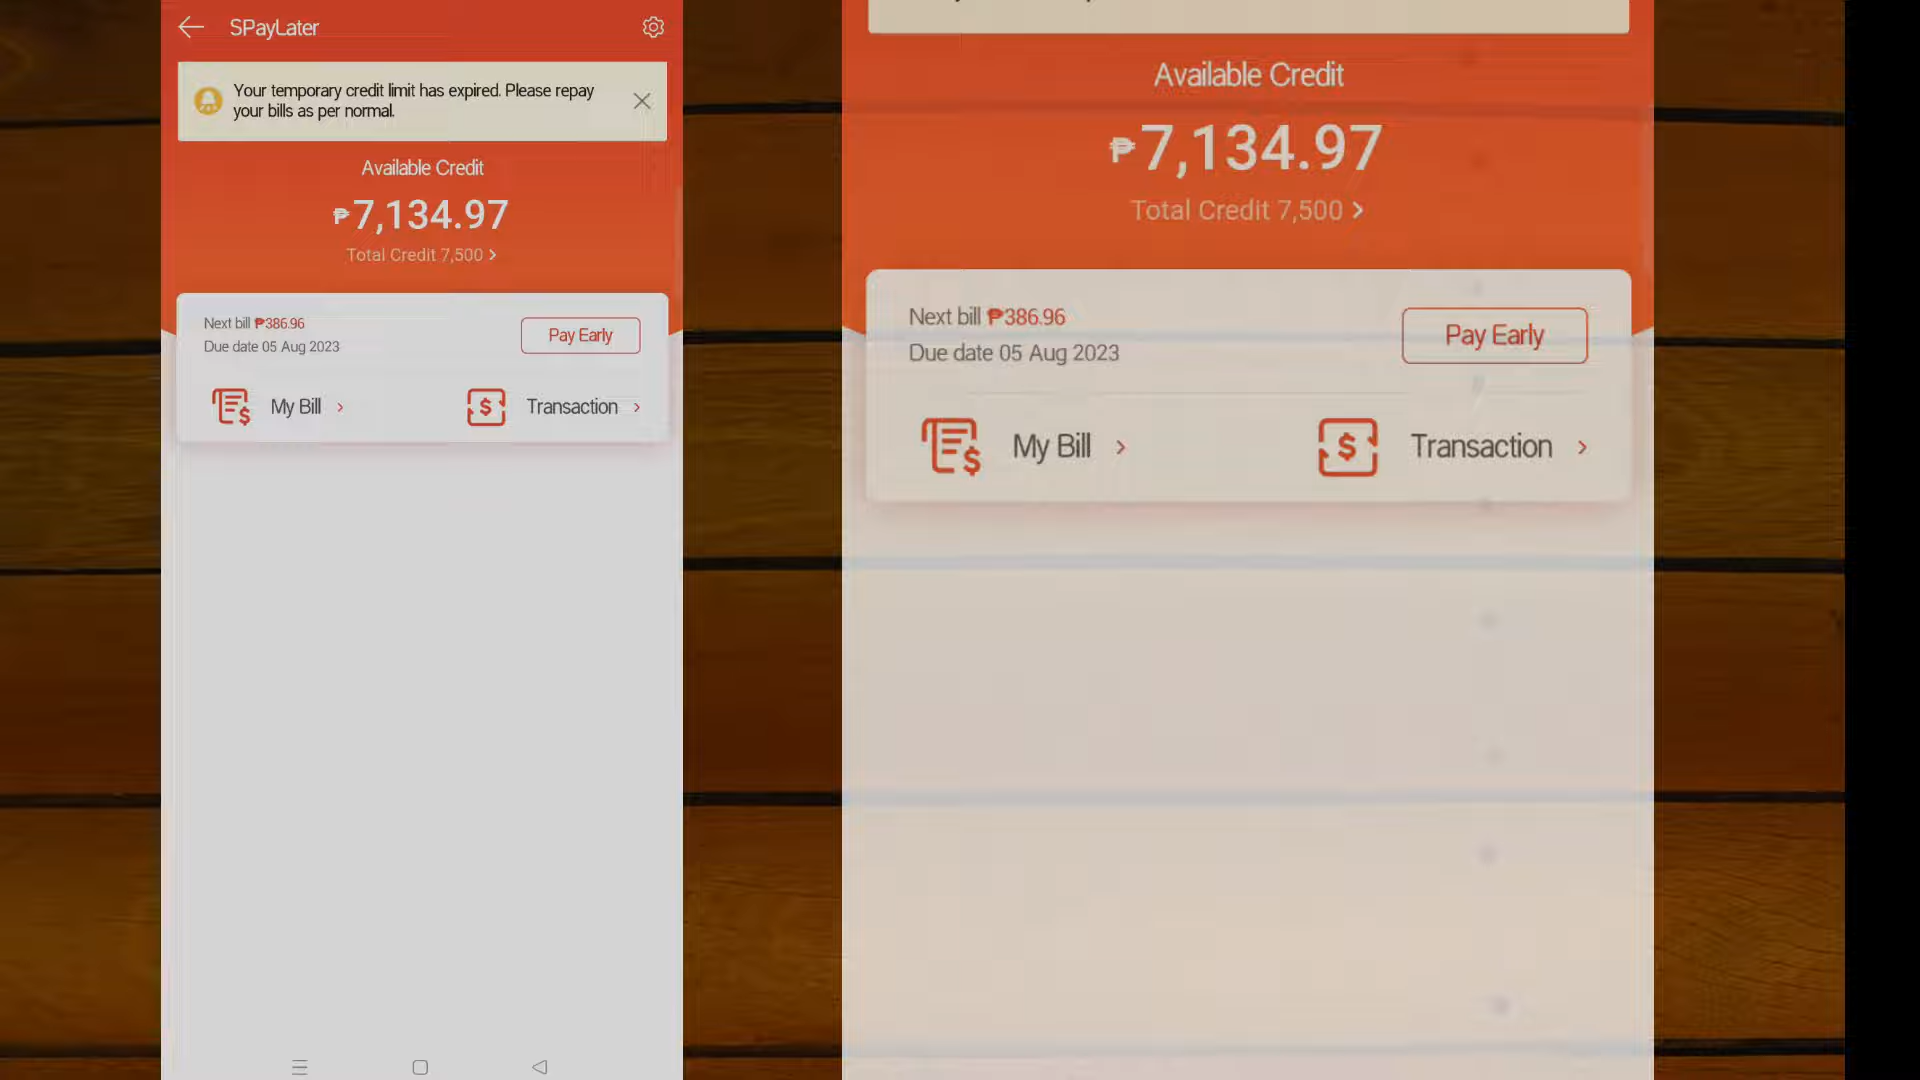 SPayLater
Your temporary credit limit has expired. Please repay
your bills as per normal.
Available Credit
₱7,134.97
Total Credit 7,500 >
Next bill ₱386.96
Due date 05 Aug 2023
Pay Early
My Bill >
Transaction >
Available Credit
₱7,134.97
Total Credit 7,500 >
Next bill ₱386.96
Due date 05 Aug 2023
Pay Early
My Bill >
Transaction >